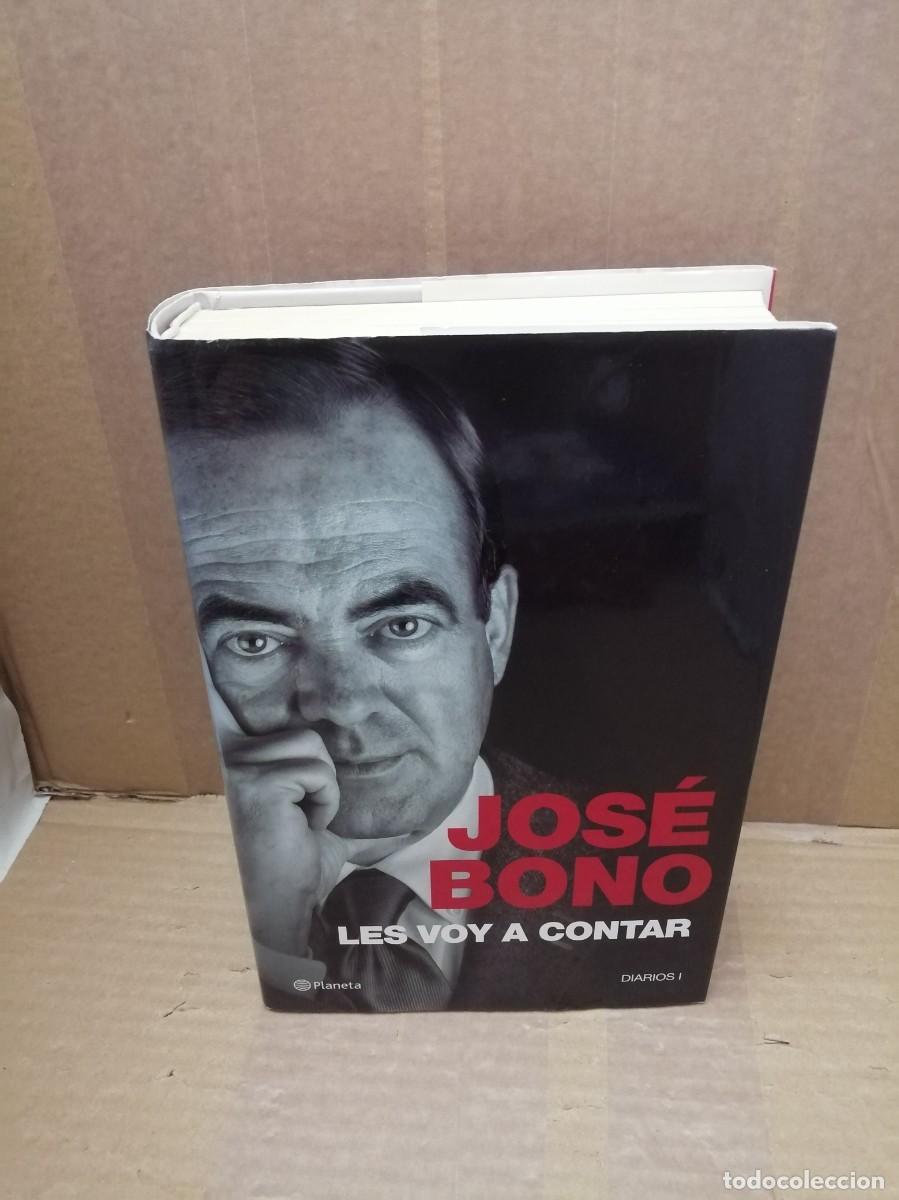 JOSÉ
BONO
LES VOY A CONTAR
Planeta
DIARIOS I
todocoleccion